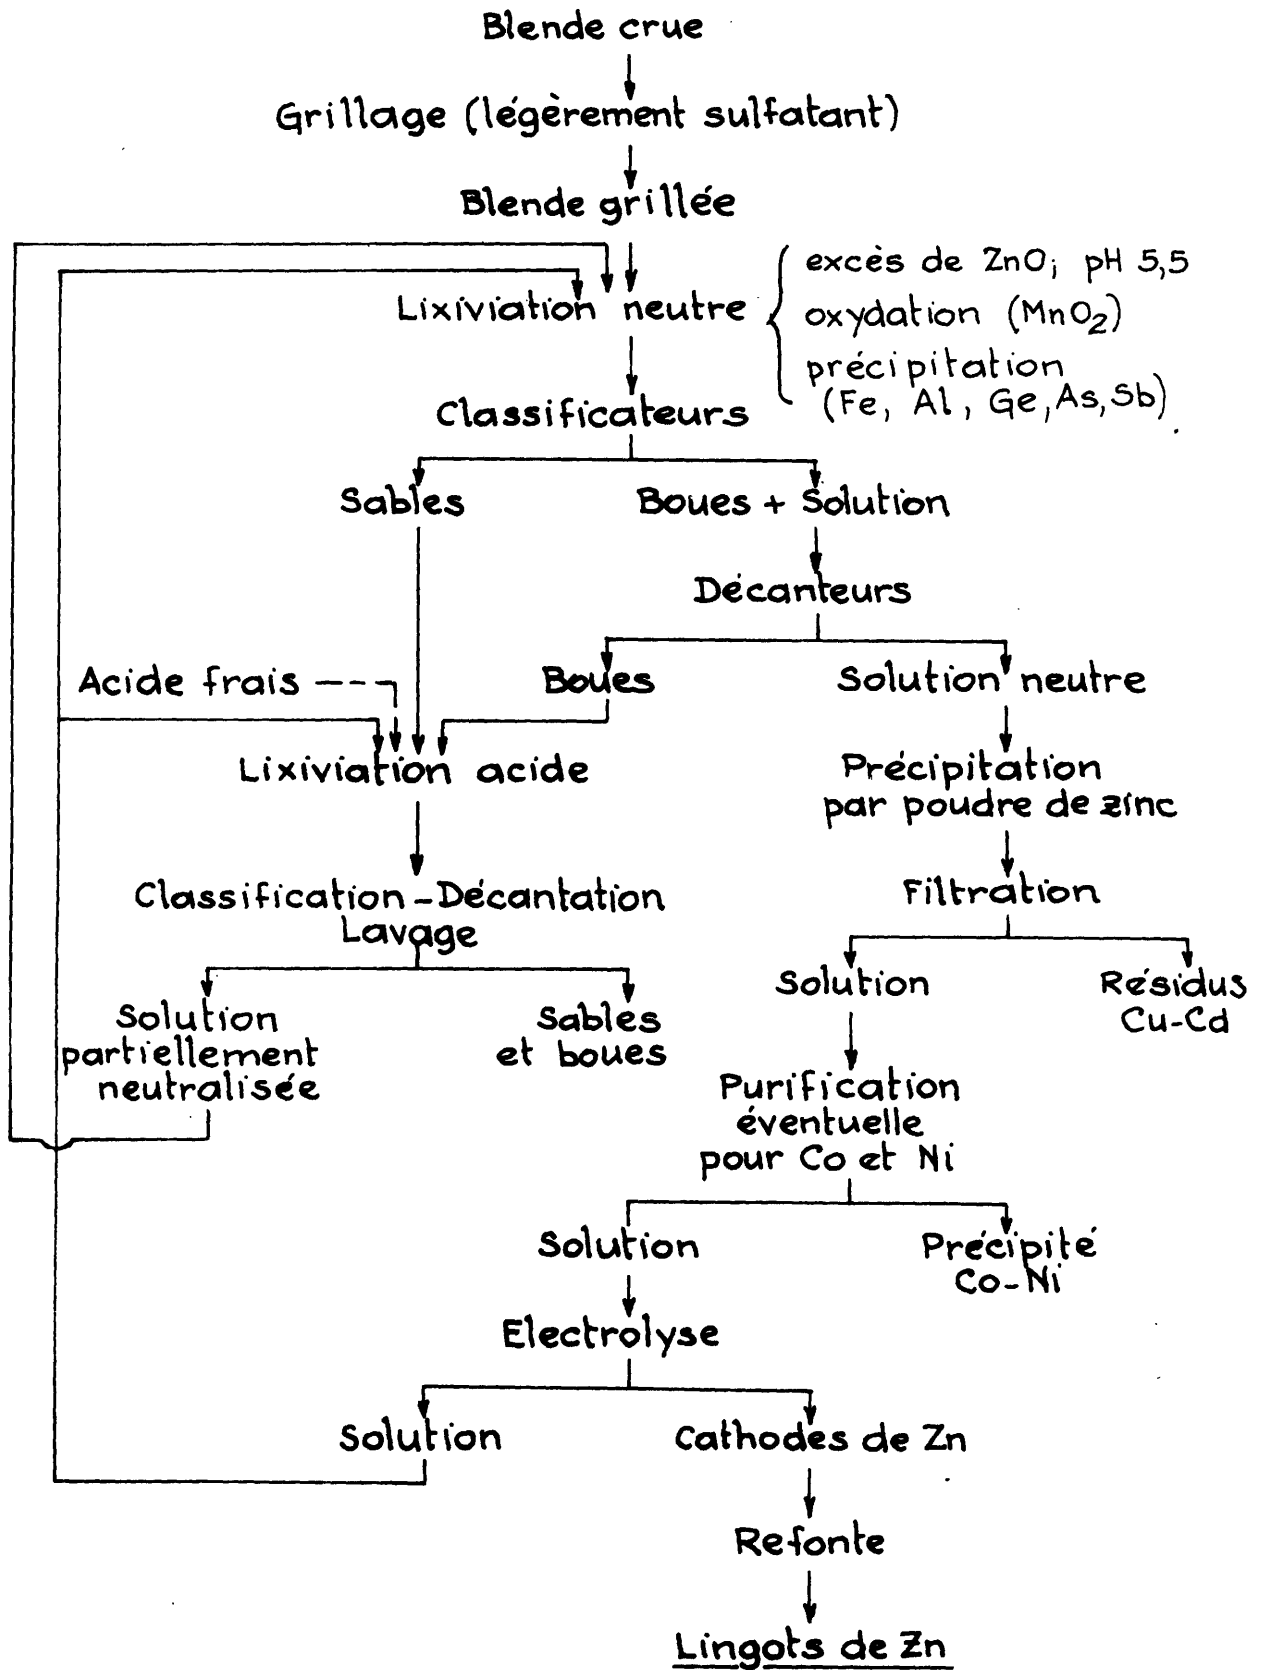 Blende crue
Grillage (légèrement sulfatant)
Blende grillée
Lixiviation neutre
excès de ZnO; pH 5,5
oxydation (MnO2)
précipitation
(Fe, Al, Ge, As, Sb)
Classificateurs
Sables
Boues + Solution
Décanteurs
Acide frais
Boues
Solution neutre
Lixiviation acide
Précipitation
par poudre de zinc
Classification - Décantation
Lavage
Filtration
Solution
partiellement
neutralisée
Sables
et boues
Solution
Résidus
Cu-Cd
Purification
éventuelle
pour Co et Ni
Solution
Précipité
Co-Ni
Electrolyse
Solution
Cathodes de Zn
Refonte
Lingots de Zn